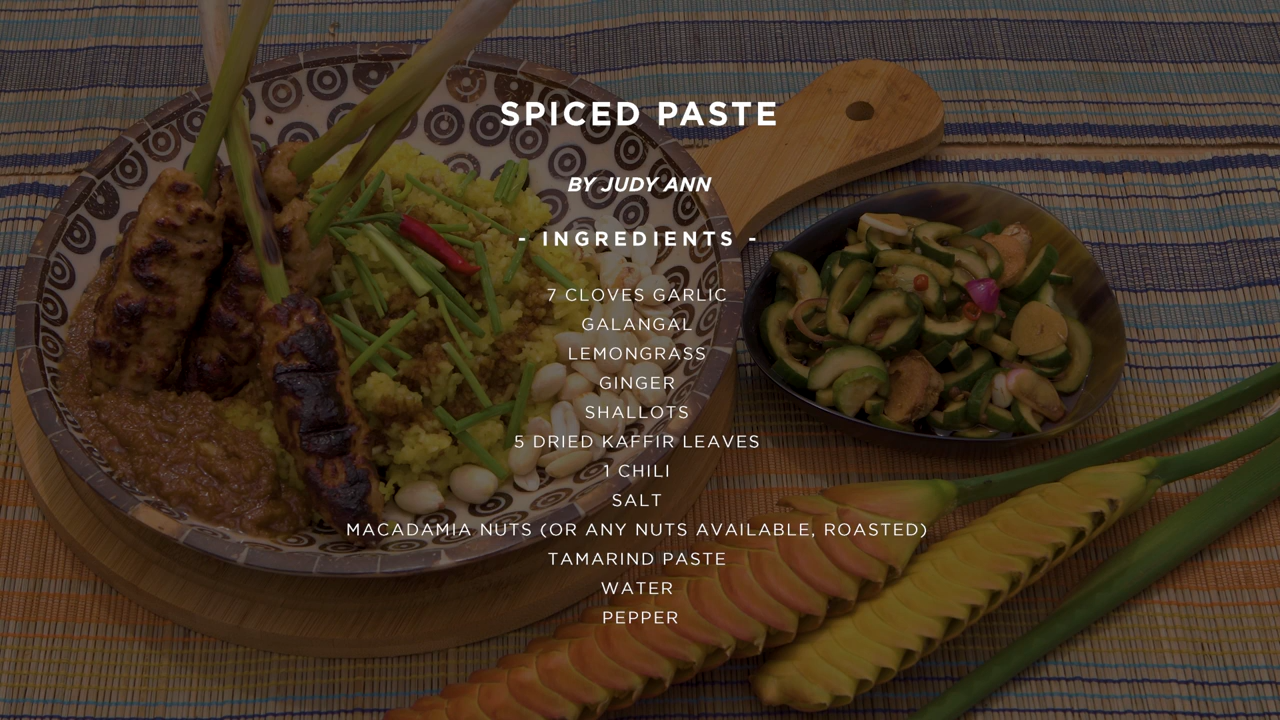 SPICED PASTE
BY JUDY ANN
- INGREDIENTS -
7 CLOVES GARLIC
GALANGAL
LEMONGRASS
GINGER
SHALLOTS
5 DRIED KAFFIR LEAVES
1 CHILI
SALT
MACADAMIA NUTS (OR ANY NUTS AVAILABLE, ROASTED)
TAMARIND PASTE
WATER
PEPPER